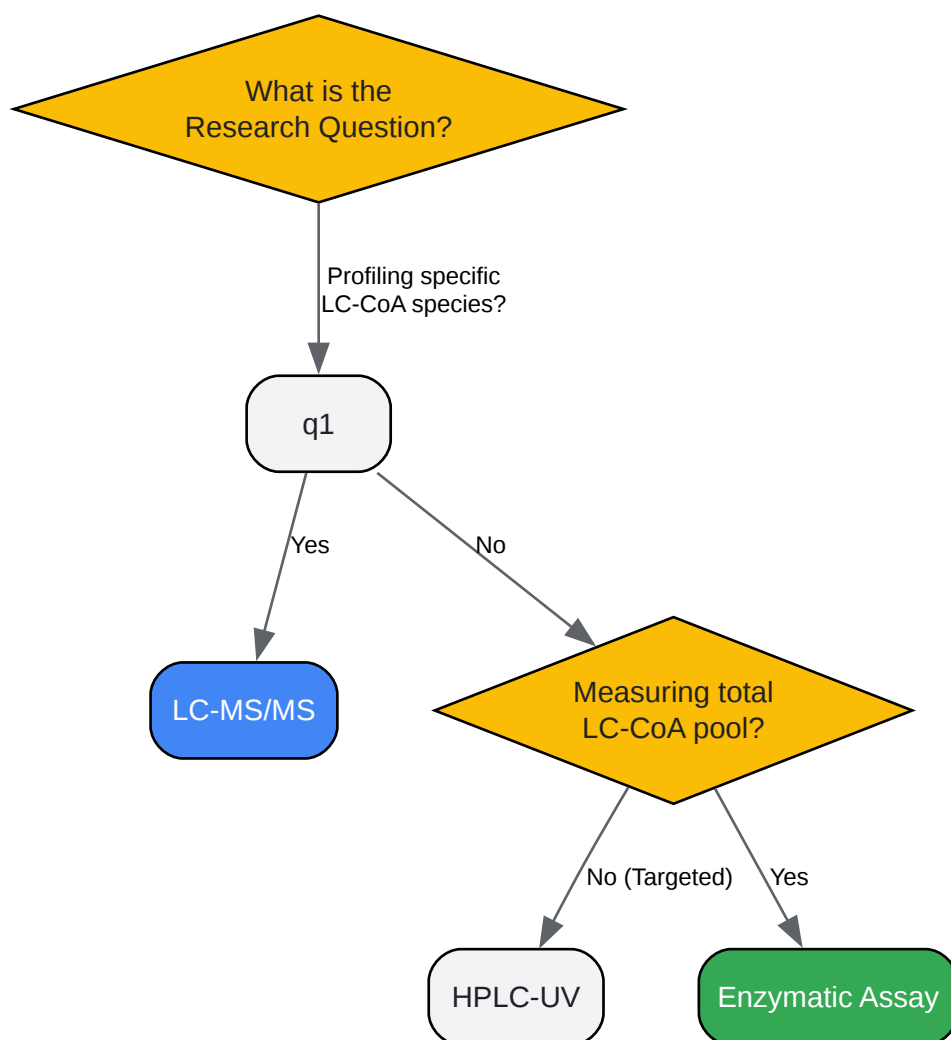 What is the
Research Question?
Profiling specific
LC-CoA species?
q1
Yes
No
LC-MS/MS
Measuring total
LC-CoA pool?
No (Targeted)
Yes
HPLC-UV
Enzymatic Assay